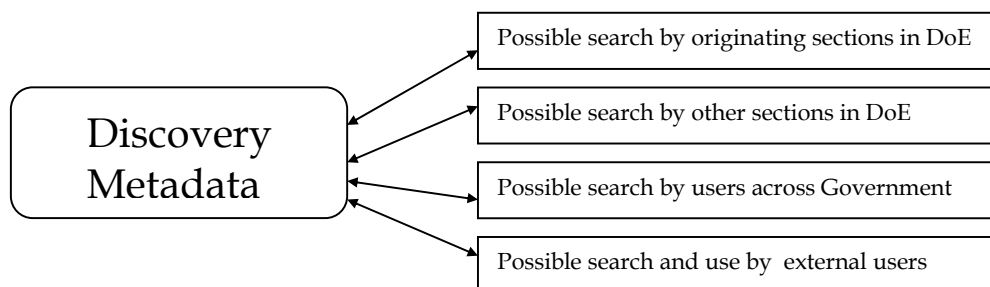 Possible search by originating sections in DoE
Possible search by other sections in DoE
Discovery
Metadata
Possible search by users across Government
Possible search and use by external users